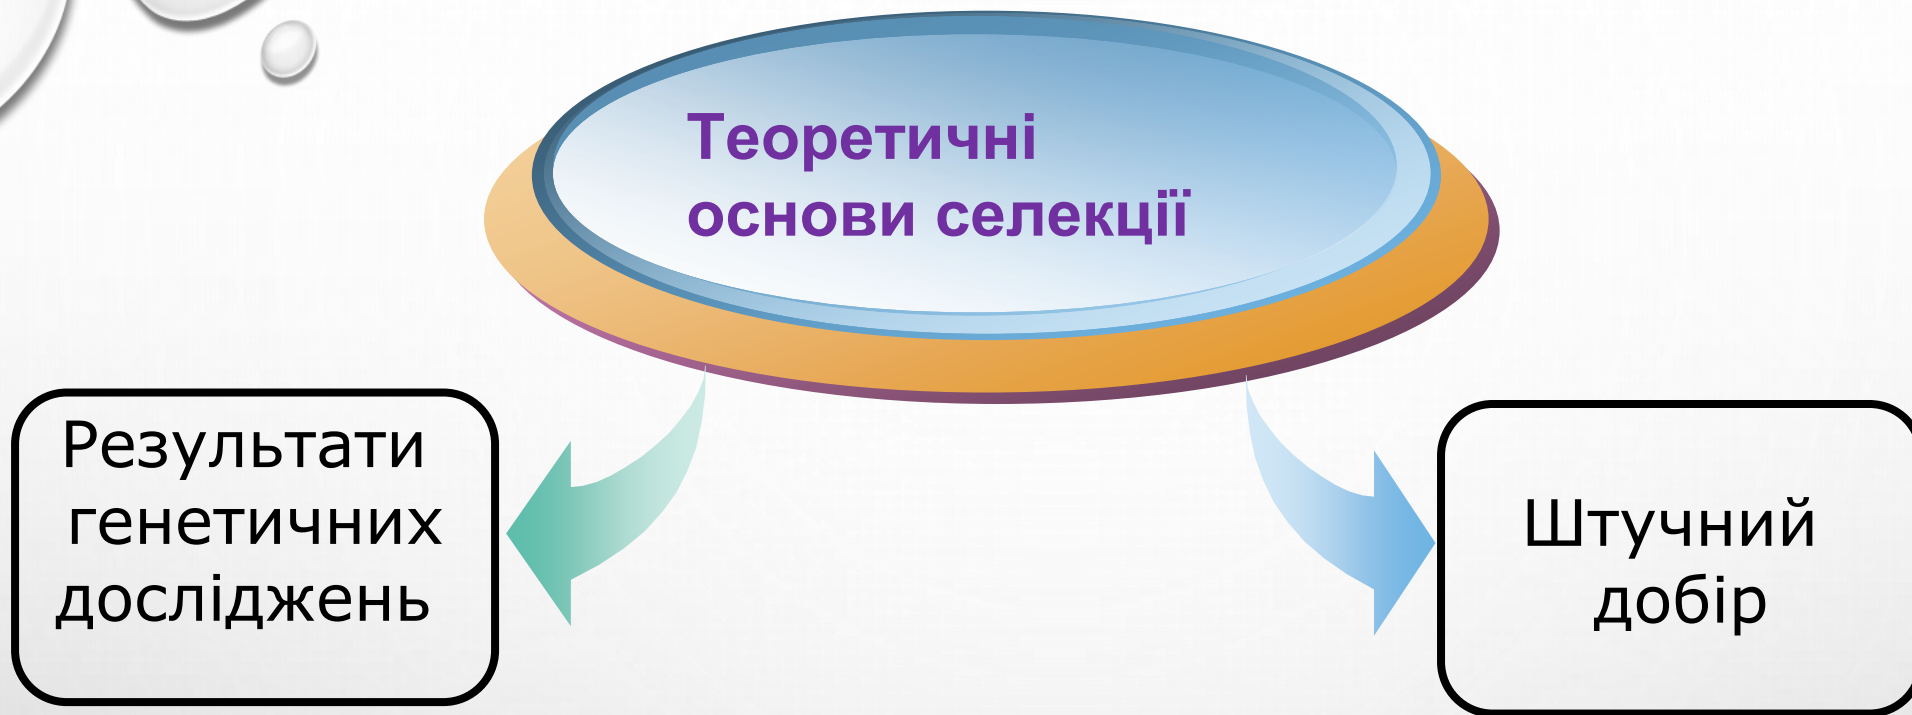 Теоретичні
основи селекції
Результати
генетичних
досліджень
Штучний
добір